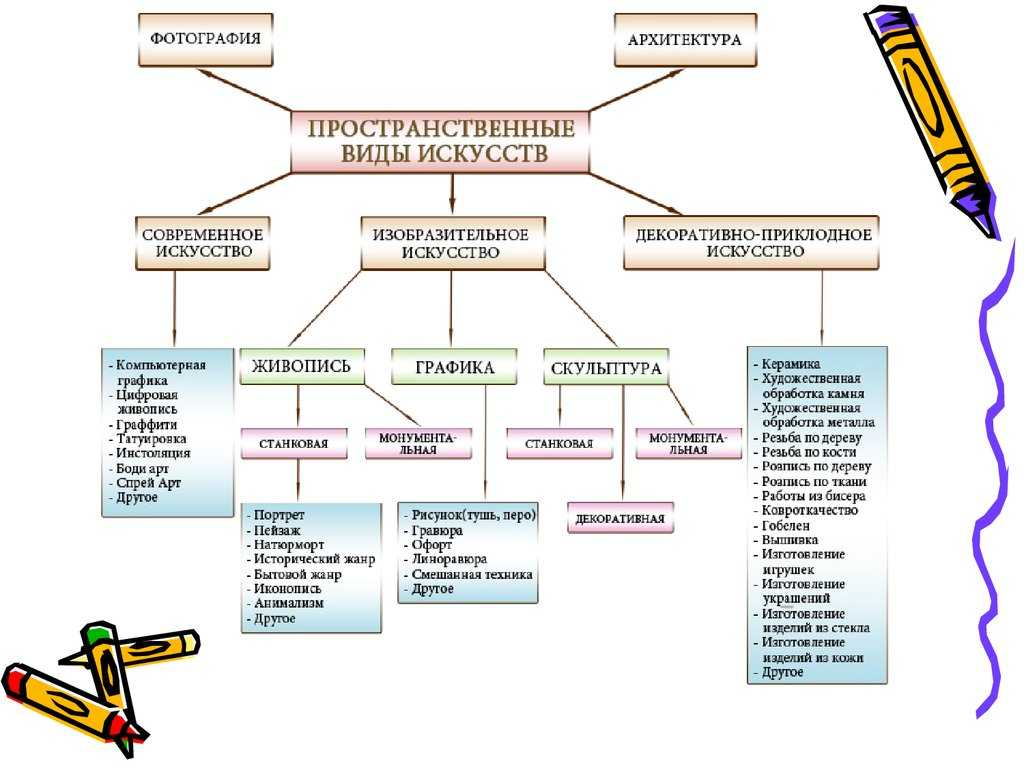 ФОТОГРАФИЯ
АРХИТЕКТУРА
ПРОСТРАНСТВЕННЫЕ
ВИДЫ ИСКУССТВ
СОВРЕМЕННОЕ
ИСКУССТВО
ИЗОБРАЗИТЕЛЬНОЕ
ИСКУССТВО
ДЕКОРАТИВНО-ПРИКЛОДНОЕ
ИСКУССТВО
- Компьютерная
графика
- Цифровая
живопись
- Граффити
- Татуировка
- Инстоляция
- Боди арт
- Спрей Арт
- Другое
ЖИВОПИСЬ
ГРАФИКА
СКУЛЬПТУРА
СТАНКОВАЯ
МОНУМЕНТА-
ЛЬНАЯ
СТАНКОВАЯ
МОНУМЕНТА-
ЛЬНАЯ
ДЕКОРАТИВНАЯ
- Портрет
- Пейзаж
- Натюрморт
- Исторический жанр
- Бытовой жанр
- Иконопись
- Анимализм
- Другое
- Рисунок(тушь, перо)
- Гравюра
- Офорт
- Линоравюра
- Смешанная техника
- Другое
- Керамика
- Художественная
обработка камня
- Художественная
обработка металла
- Резьба по дереву
- Резьба по кости
- Розпись по дереву
- Розпись по ткани
- Работы из бисера
- Ковроткачество
- Гобелен
- Вышивка
- Изготовление
игрушек
- Изготовление
украшений
- Изготовление
изделий из стекла
- Изготовление
изделий из кожи
- Другое